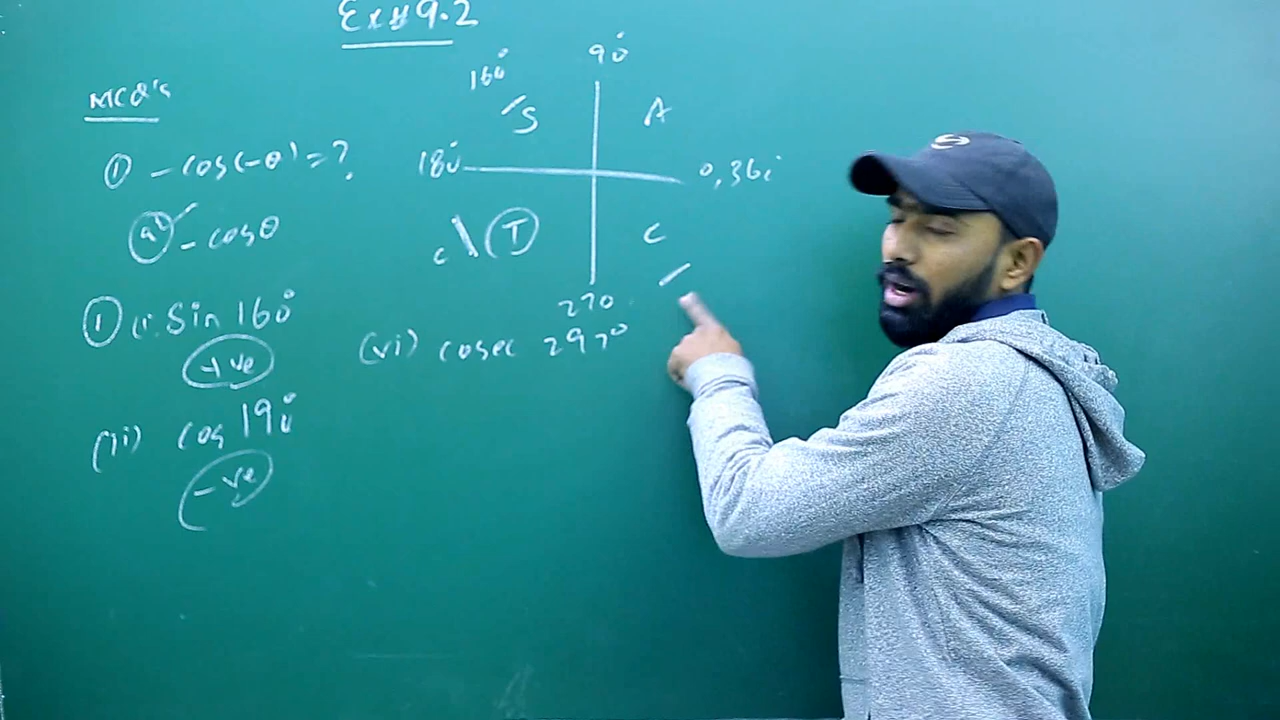 Ex#9.2
MCQ's
① -cos(-θ)=?
a) -cosθ
① (i. Sin 160°
+ve
(ii) cos 190°
-ve
160°
90°
S
A
180°
0,360
c
T
C
270
(vi) cosec 297°